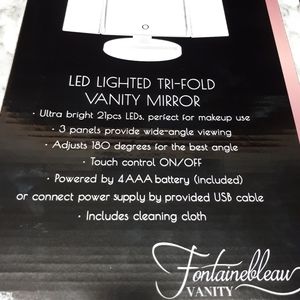 LED LIGHTED TRI-FOLD
VANITY MIRROR
• Ultra bright 21pcs LEDs, perfect for makeup use
• 3 panels provide wide-angle viewing
• Adjusts 180 degrees for the best angle
• Touch control ON/OFF
• Powered by 4AAA battery (included)
or connect power supply by provided USB cable
• Includes cleaning cloth
Fontainebleau
VANITY